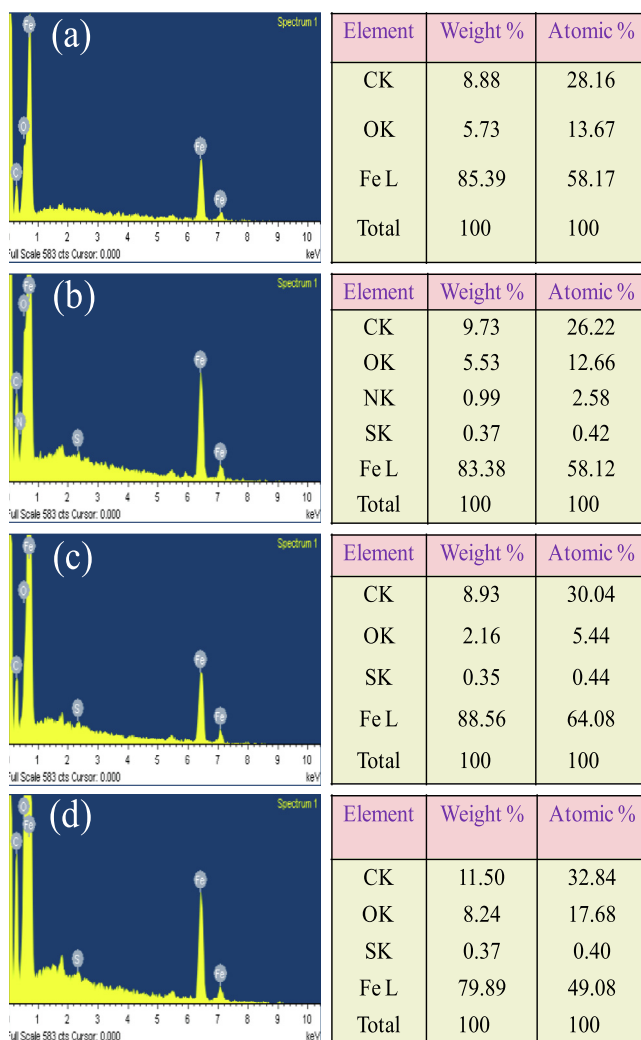 (a)
Spectrum 1
Fe
O
C
Fe
Fe
1 2 3 4 5 6 7 8 9 10
Full Scale 583 cts Cursor: 0.000 keV
Element Weight % Atomic %
CK 8.88 28.16
OK 5.73 13.67
Fe L 85.39 58.17
Total 100 100
(b)
Spectrum 1
Fe
O
C
N
S
Fe
Fe
1 2 3 4 5 6 7 8 9 10
Full Scale 583 cts Cursor: 0.000 keV
Element Weight % Atomic %
CK 9.73 26.22
OK 5.53 12.66
NK 0.99 2.58
SK 0.37 0.42
Fe L 83.38 58.12
Total 100 100
(c)
Spectrum 1
Fe
O
C
S
Fe
Fe
1 2 3 4 5 6 7 8 9 10
Full Scale 583 cts Cursor: 0.000 keV
Element Weight % Atomic %
CK 8.93 30.04
OK 2.16 5.44
SK 0.35 0.44
Fe L 88.56 64.08
Total 100 100
(d)
Spectrum 1
O
Fe
C
S
Fe
Fe
1 2 3 4 5 6 7 8 9 10
Full Scale 583 cts Cursor: 0.000 keV
Element Weight % Atomic %
CK 11.50 32.84
OK 8.24 17.68
SK 0.37 0.40
Fe L 79.89 49.08
Total 100 100